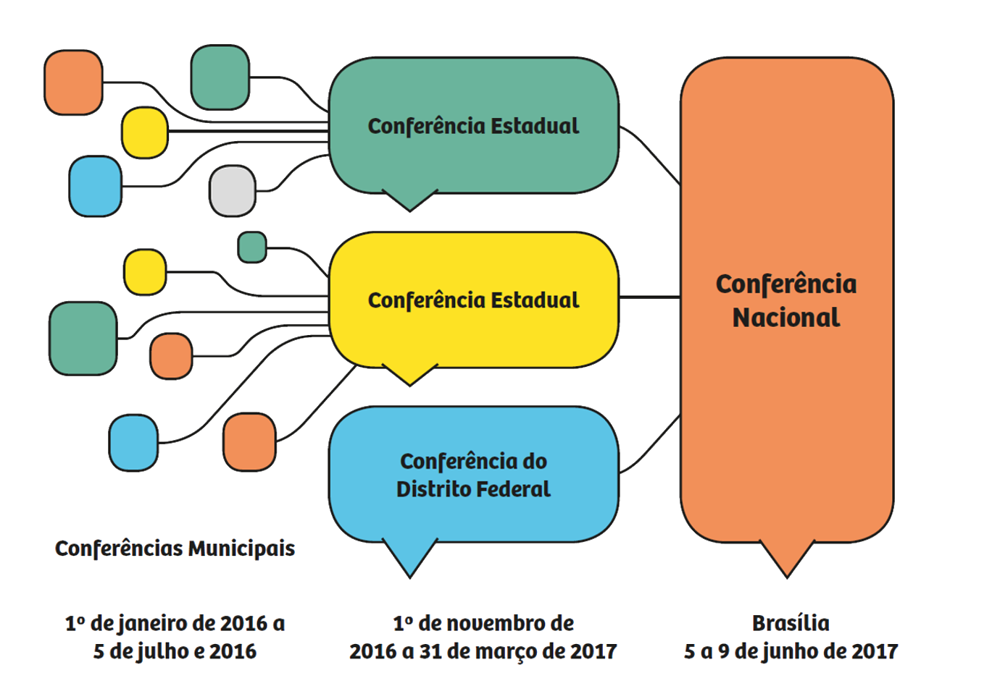 Conferência Estadual
Conferência Estadual
Conferência do
Distrito Federal
Conferência
Nacional
Conferências Municipais
1º de janeiro de 2016 a
5 de julho e 2016
1º de novembro de
2016 a 31 de março de 2017
Brasília
5 a 9 de junho de 2017